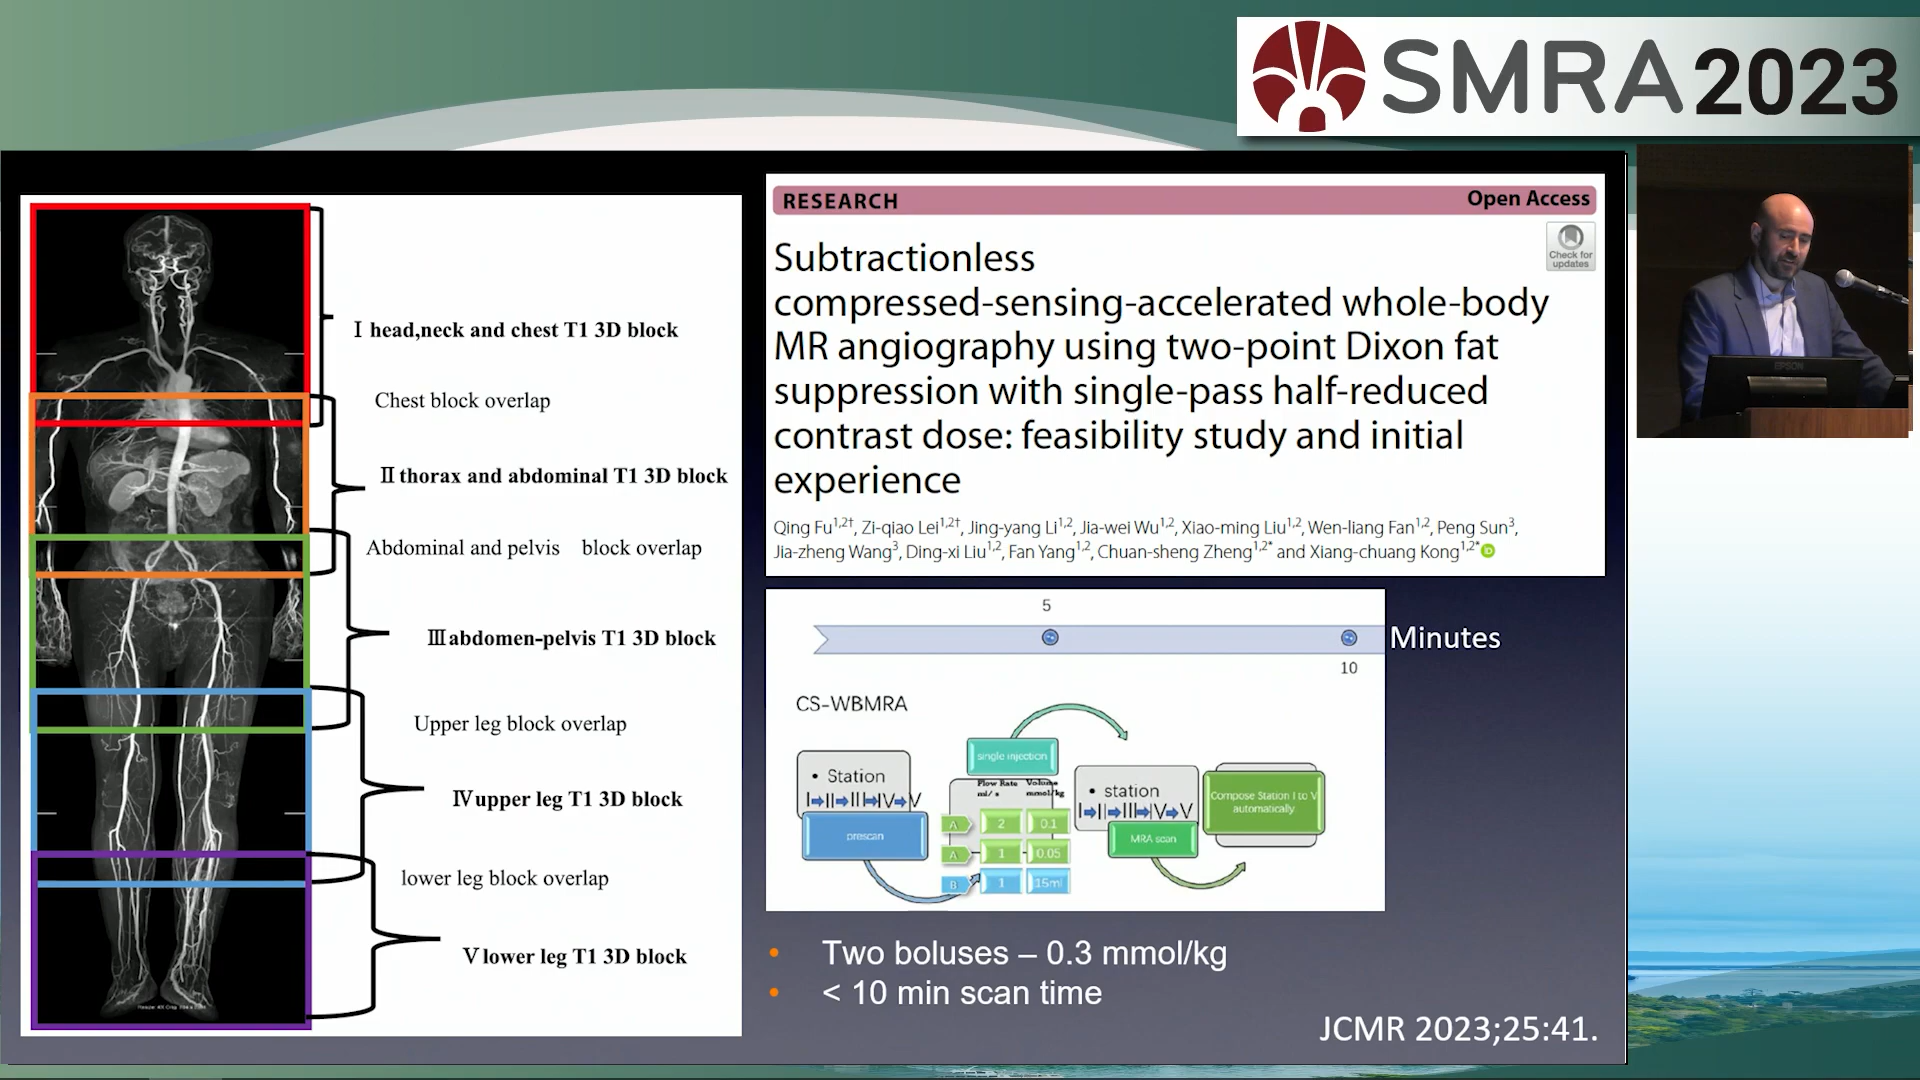 SMRA 2023
I head,neck and chest T1 3D block
Chest block overlap
II thorax and abdominal T1 3D block
Abdominal and pelvis block overlap
III abdomen-pelvis T1 3D block
Upper leg block overlap
IV upper leg T1 3D block
lower leg block overlap
V lower leg T1 3D block
RESEARCH
Open Access
Check for
updates
Subtractionless
compressed-sensing-accelerated whole-body
MR angiography using two-point Dixon fat
suppression with single-pass half-reduced
contrast dose: feasibility study and initial
experience
Qing Fu1,2†, Zi-qiao Lei1,2†, Jing-yang Li1,2, Jia-wei Wu1,2, Xiao-ming Liu1,2, Wen-liang Fan1,2, Peng Sun3,
Jia-zheng Wang3, Ding-xi Liu1,2, Fan Yang1,2, Chuan-sheng Zheng1,2* and Xiang-chuan Kong1,2*
5
Minutes
10
CS-WBMRA
single injection
Flow Rate Volume
ml/ s mmol/kg
• Station
I➡II➡III➡IV➡V
prescan
A 2 0.1
A 1 0.05
B 1 15ml
• station
I➡II➡III➡IV➡V
MRA scan
Compose Station I to V
automatically
• Two boluses – 0.3 mmol/kg
• < 10 min scan time
JCMR 2023;25:41.
EPSON